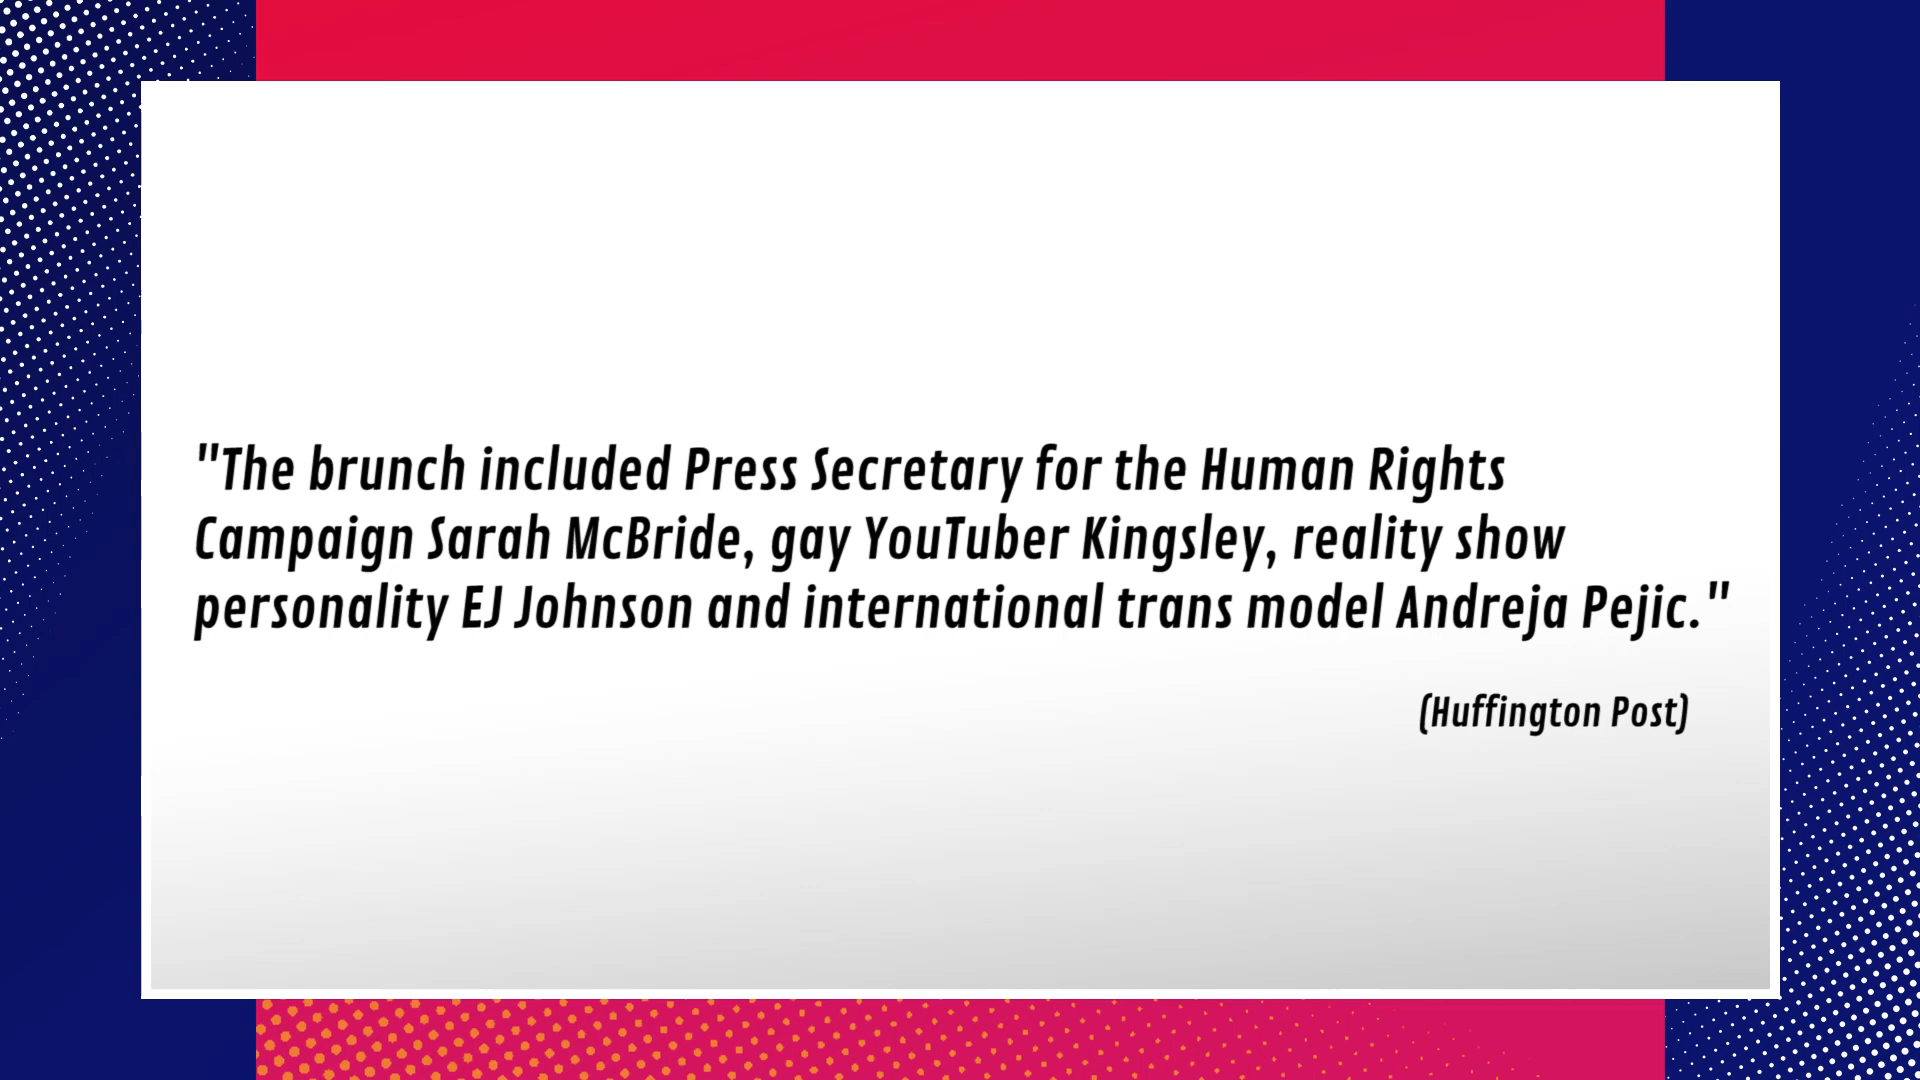 "The brunch included Press Secretary for the Human Rights
Campaign Sarah McBride, gay YouTuber Kingsley, reality show
personality EJ Johnson and international trans model Andreja Pejic."
(Huffington Post)